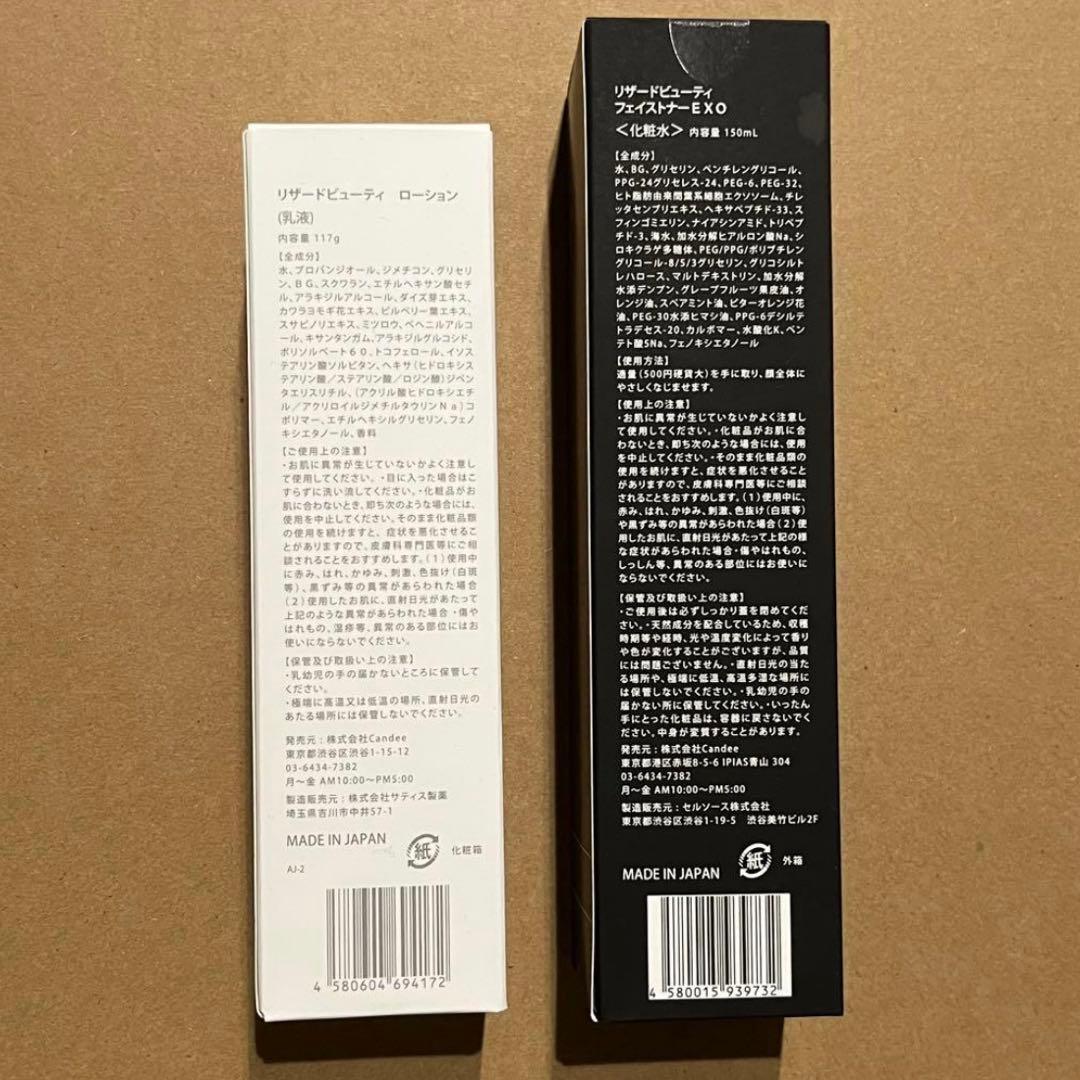 リザードビューティ　ローション
(乳液)
内容量 117g
【全成分】
水、プロパンジオール、ジメチコン、グリセリ
ン、ＢＧ、スクワラン、エチルヘキサン酸セチ
ル、アラキジルアルコール、ダイズ芽エキス、
カワラヨモギ花エキス、ビルベリー葉エキス、
スサビノリエキス、ミツロウ、ベヘニルアルコ
ール、キサンタンガム、アラキジルグルコシド、
ポリソルベート６０、トコフェロール、イソス
テアリン酸ソルビタン、ヘキサ（ヒドロキシス
テアリン酸／ステアリン酸／ロジン酸）ジペン
タエリスリチル、（アクリル酸ヒドロキシエチ
ル／アクリロイルジメチルタウリンＮａ）コ
ポリマー、エチルヘキシルグリセリン、フェノ
キシエタノール、香料
【ご使用上の注意】
・お肌に異常が生じていないかよく注意し
て使用してください。・目に入った場合はこ
すらずに洗い流してください。・化粧品がお
肌に合わないとき、即ち次のような場合には、
使用を中止してください。そのまま化粧品類
の使用を続けますと、症状を悪化させるこ
とがありますので、皮膚科専門医等にご相
談されることをおすすめします。（１）使用中
に赤み、はれ、かゆみ、刺激、色抜け（白斑
等）、黒ずみ等の異常があらわれた場合
（２）使用したお肌に、直射日光があたって
上記のような異常があらわれた場合・傷や
はれもの、湿疹等、異常のある部位にはお
使いにならないでください。
【保管及び取扱い上の注意】
・乳幼児の手の届かないところに保管して
ください。
・極端に高温又は低温の場所、直射日光の
あたる場所には保管しないでください。
発売元：株式会社Candee
東京都渋谷区渋谷1-15-12
03-6434-7382
月～金 AM10:00～PM5:00
製造販売元：株式会社サティス製薬
埼玉県吉川市中井57-1
MADE IN JAPAN
紙 化粧箱
AJ-2
4 580604 694172
リザードビューティ
フェイストナーＥＸＯ
＜化粧水＞ 内容量 150mL
【全成分】
水、BG、グリセリン、ペンチレングリコール、
PPG-24グリセレス-24、PEG-6、PEG-32、
ヒト脂肪由来間葉系細胞エクソソーム、チレ
ッタセンブリエキス、ヘキサペプチド-33、ス
フィンゴミエリン、ナイアシンアミド、トリペプ
チド-3、海水、加水分解ヒアルロン酸Na、シ
ロキクラゲ多糖体、PEG/PPG/ポリブチレン
グリコール-8/5/3グリセリン、グリコシルト
レハロース、マルトデキストリン、加水分解
水添デンプン、グレープフルーツ果皮油、オ
レンジ油、スペアミント油、ビターオレンジ花
油、PEG-30水添ヒマシ油、PPG-6デシルテ
トラデセス-20、カルボマー、水酸化K、ペン
テト酸5Na、フェノキシエタノール
【使用方法】
適量（500円硬貨大）を手に取り、顔全体に
やさしくなじませます。
【使用上の注意】
・お肌に異常が生じていないかよく注意し
て使用してください。・化粧品がお肌に合
わないとき、即ち次のような場合には、使用
を中止してください。・そのまま化粧品類の
使用を続けますと、症状を悪化させること
がありますので、皮膚科専門医等にご相談
されることをおすすめします。（１）使用中に、
赤み、はれ、かゆみ、刺激、色抜け（白斑等）
や黒ずみ等の異常があらわれた場合（２）使
用したお肌に、直射日光があたって上記の様
な症状があらわれた場合・傷やはれもの、
しっしん等、異常のある部位にはお使いに
ならないでください。
【保管及び取扱い上の注意】
・ご使用後は必ずしっかり蓋を閉めてくだ
さい。・天然成分を配合しているため、収穫
時期等や経時、光や温度変化によって香り
や色が変化することがございますが、品質
には問題ございません。・直射日光の当た
る場所や、極端に低温、高温多湿な場所に
は保管しないでください。・乳幼児の手の
届かない所に保管してください。・いったん
手にとった化粧品は、容器に戻さないでく
ださい。中身が変質することがあります。
発売元：株式会社Candee
東京都港区赤坂8-5-6 IPIAS青山 304
03-6434-7382
月～金 AM10:00～PM5:00
製造販売元：セルソース株式会社
東京都渋谷区渋谷1-19-5　渋谷美竹ビル2F
MADE IN JAPAN
紙 外箱
4 580015 939732